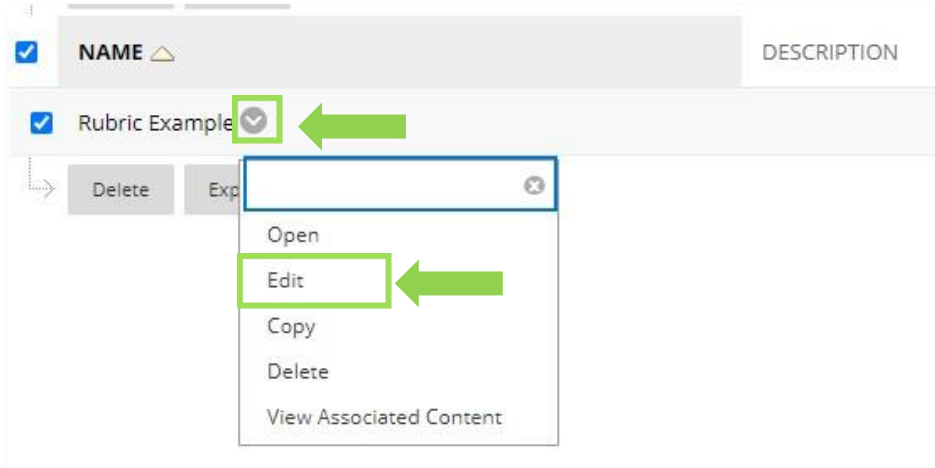 NAME DESCRIPTION
Rubric Example
Delete Exp
Open
Edit
Copy
Delete
View Associated Content